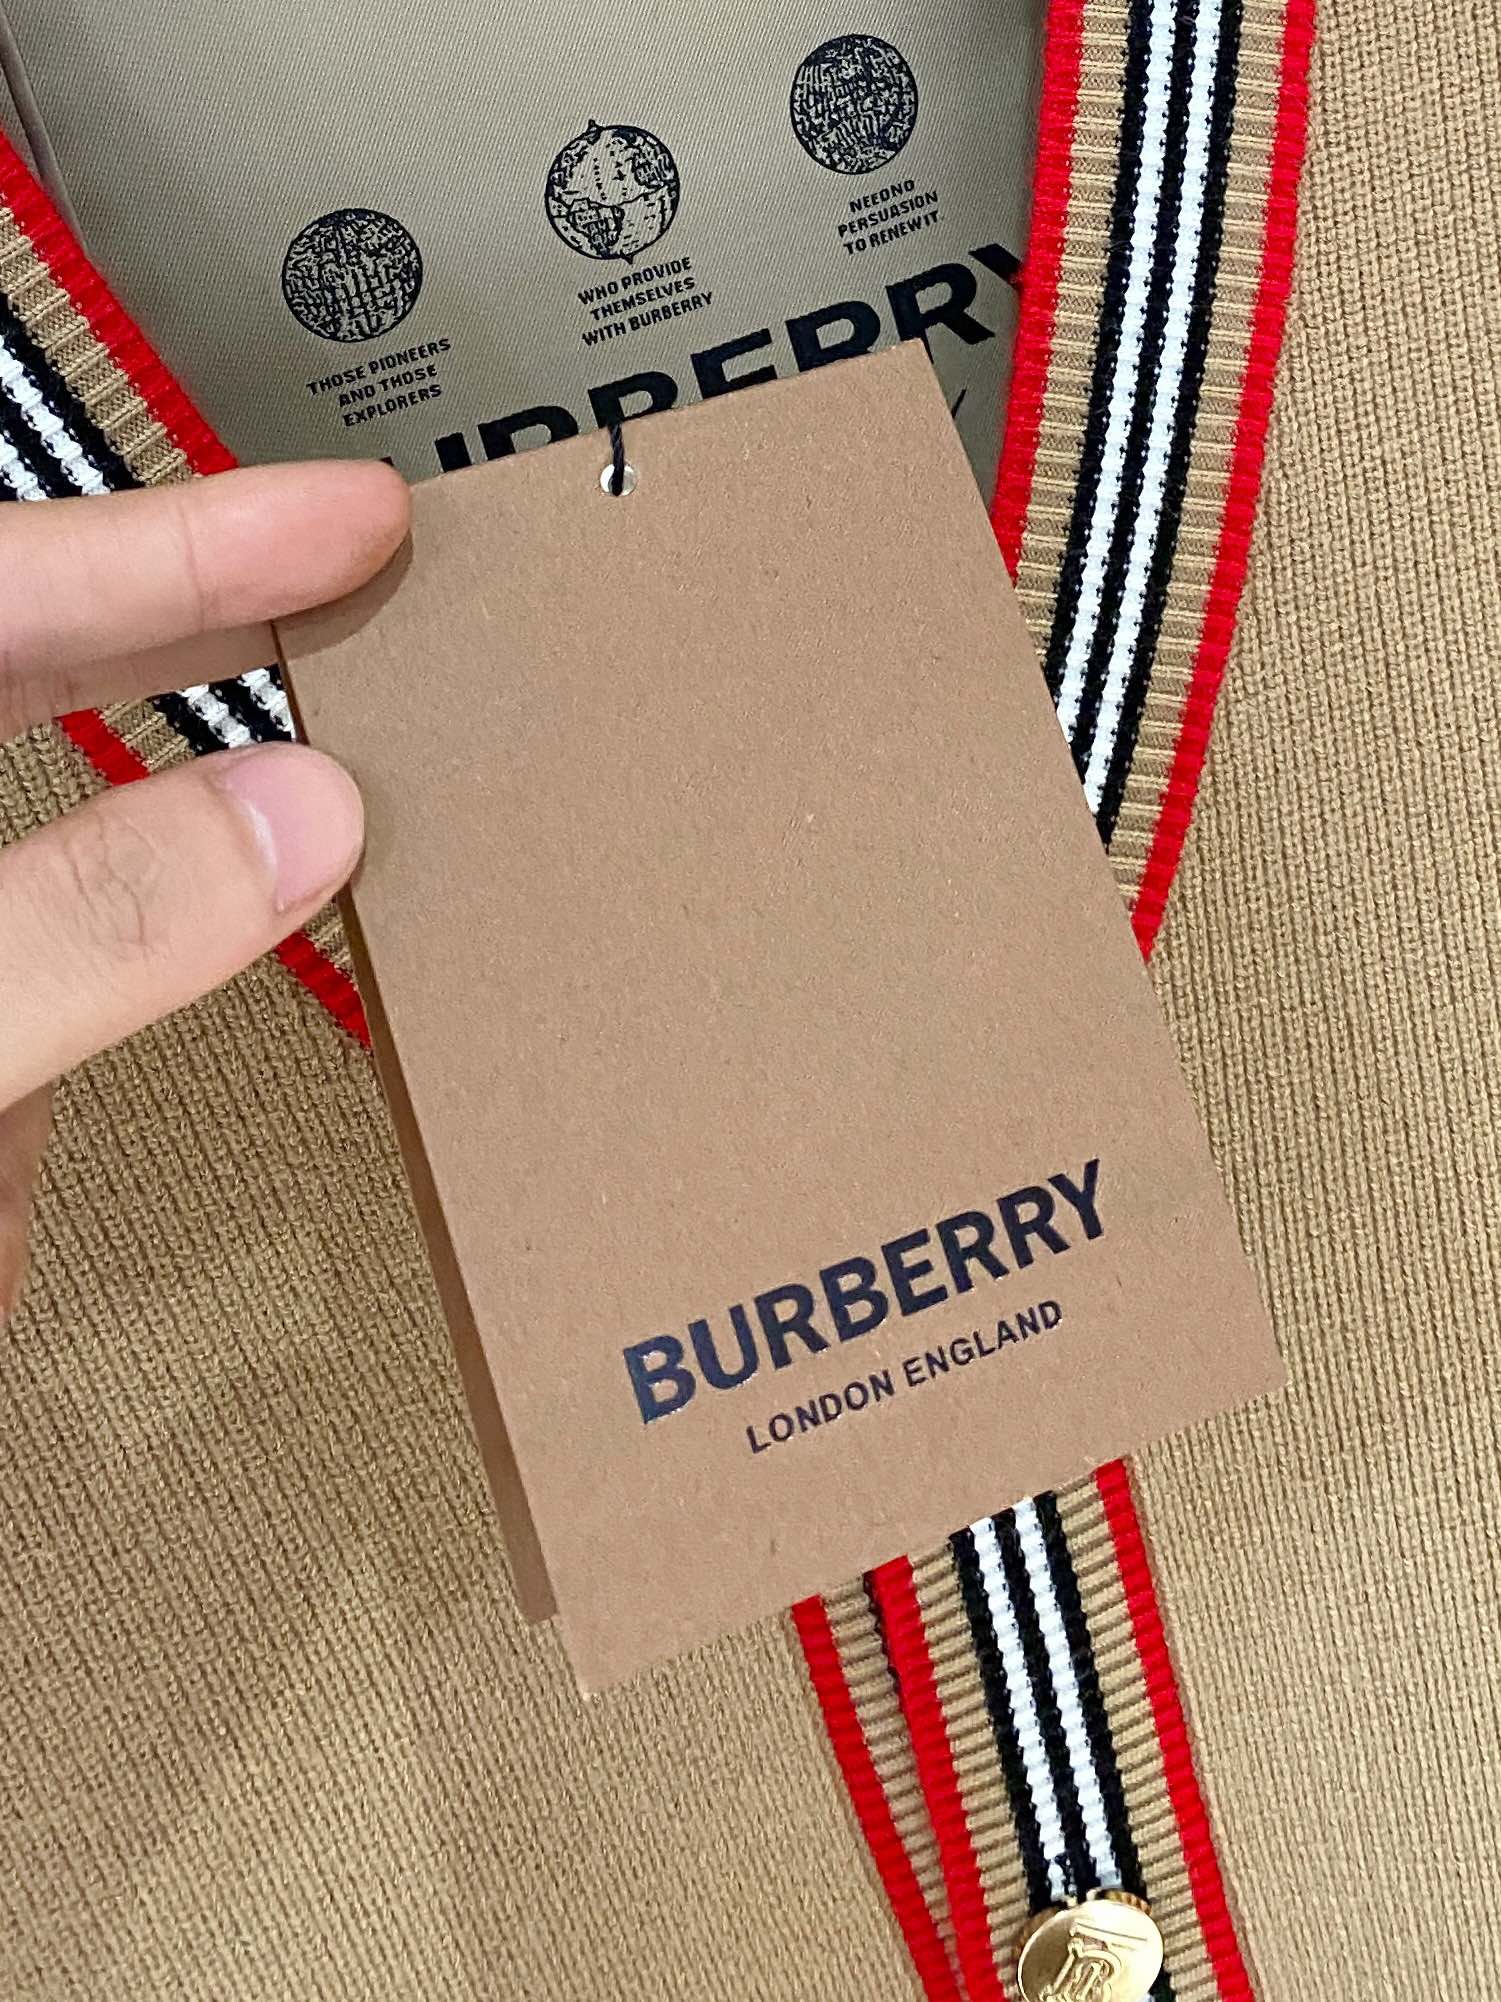 THOSE PIONEERS
AND THOSE
EXPLORERS
WHO PROVIDE
THEMSELVES
WITH BURBERRY
NEED NO
PERSUASION
TO RENEW IT.
BURBERRY
BURBERRY
LONDON ENGLAND